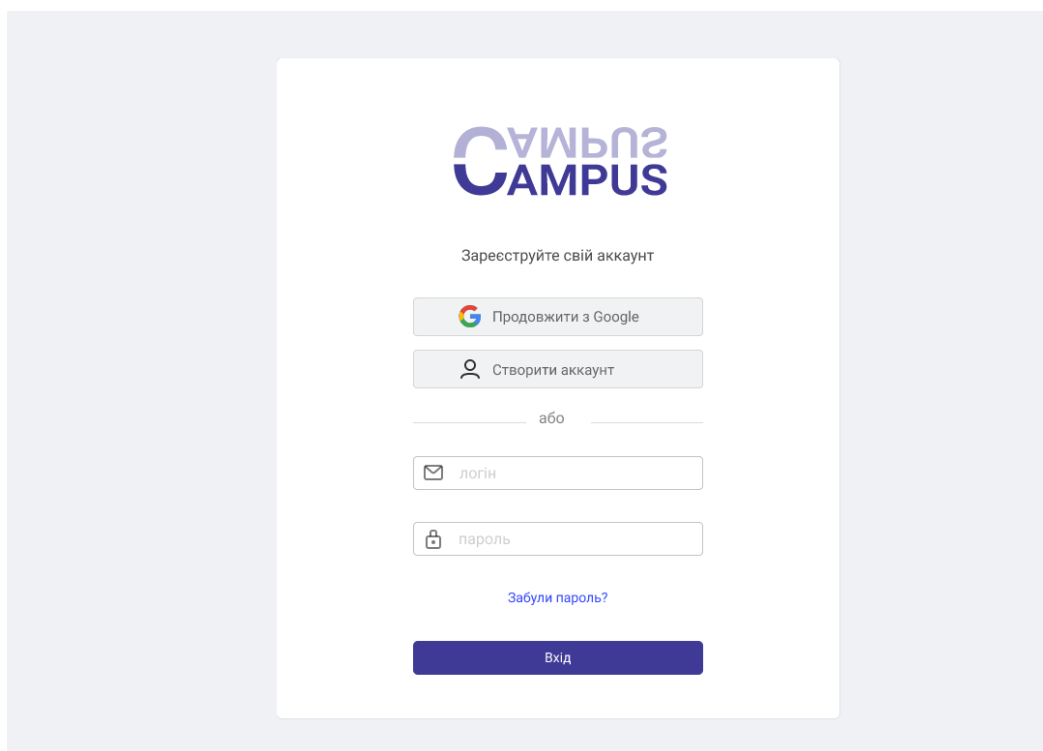 CAMPUS
CAMPUS
Зареєструйте свій аккаунт
Продовжити з Google
Створити аккаунт
або
логін
пароль
Забули пароль?
Вхід